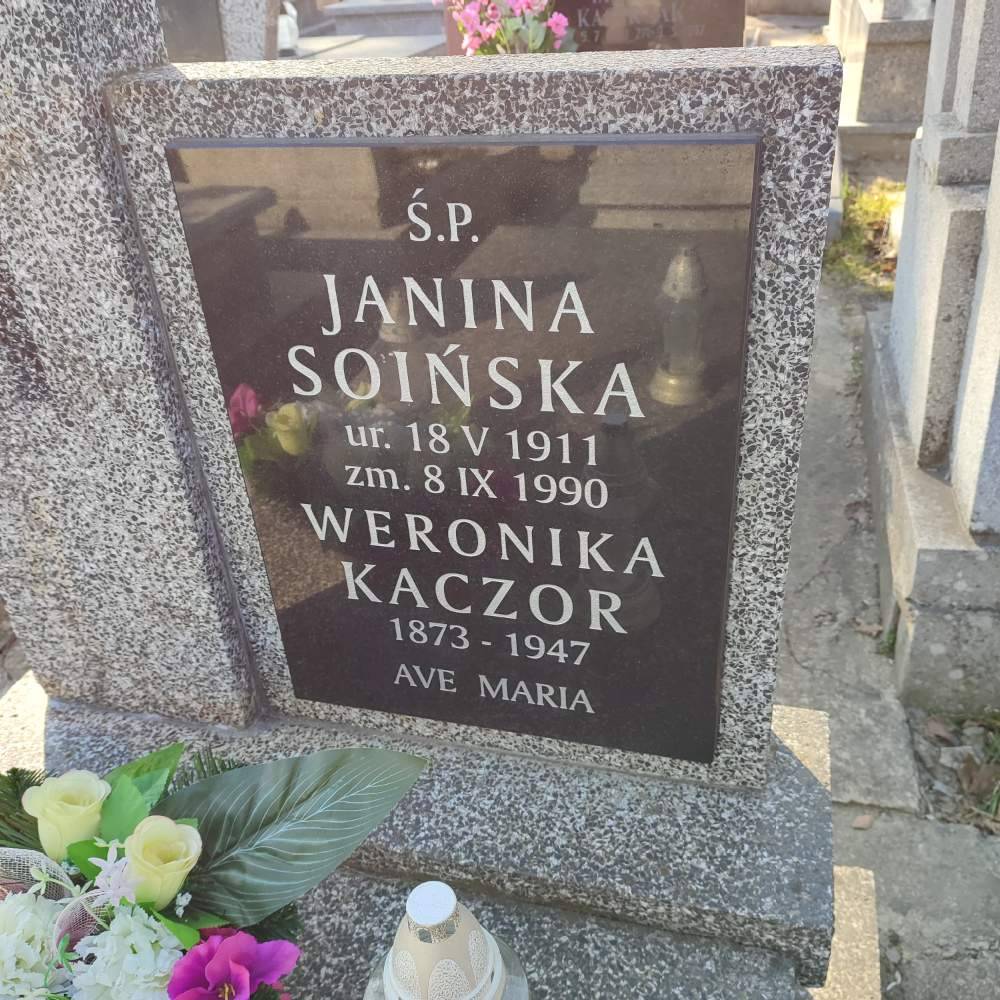 Ś.P.
JANINA
SOIŃSKA
ur. 18 V 1911
zm. 8 IX 1990
WERONIKA
KACZOR
1873 - 1947
AVE MARIA